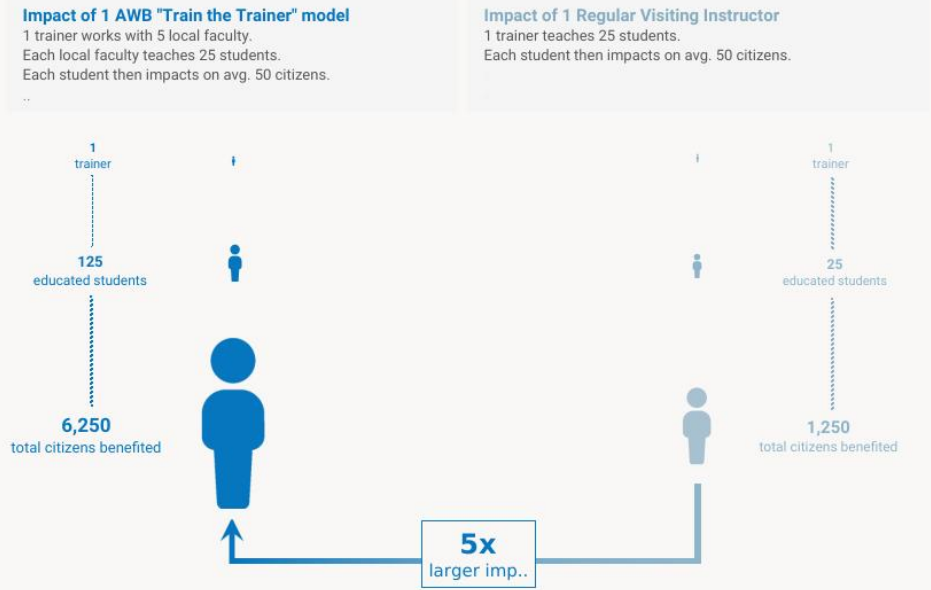 Impact of 1 AWB "Train the Trainer" model
1 trainer works with 5 local faculty.
Each local faculty teaches 25 students.
Each student then impacts on avg. 50 citizens.
..
Impact of 1 Regular Visiting Instructor
1 trainer teaches 25 students.
Each student then impacts on avg. 50 citizens.
1
trainer
125
educated students
6,250
total citizens benefited
1
trainer
25
educated students
1,250
total citizens benefited
5x
larger imp..